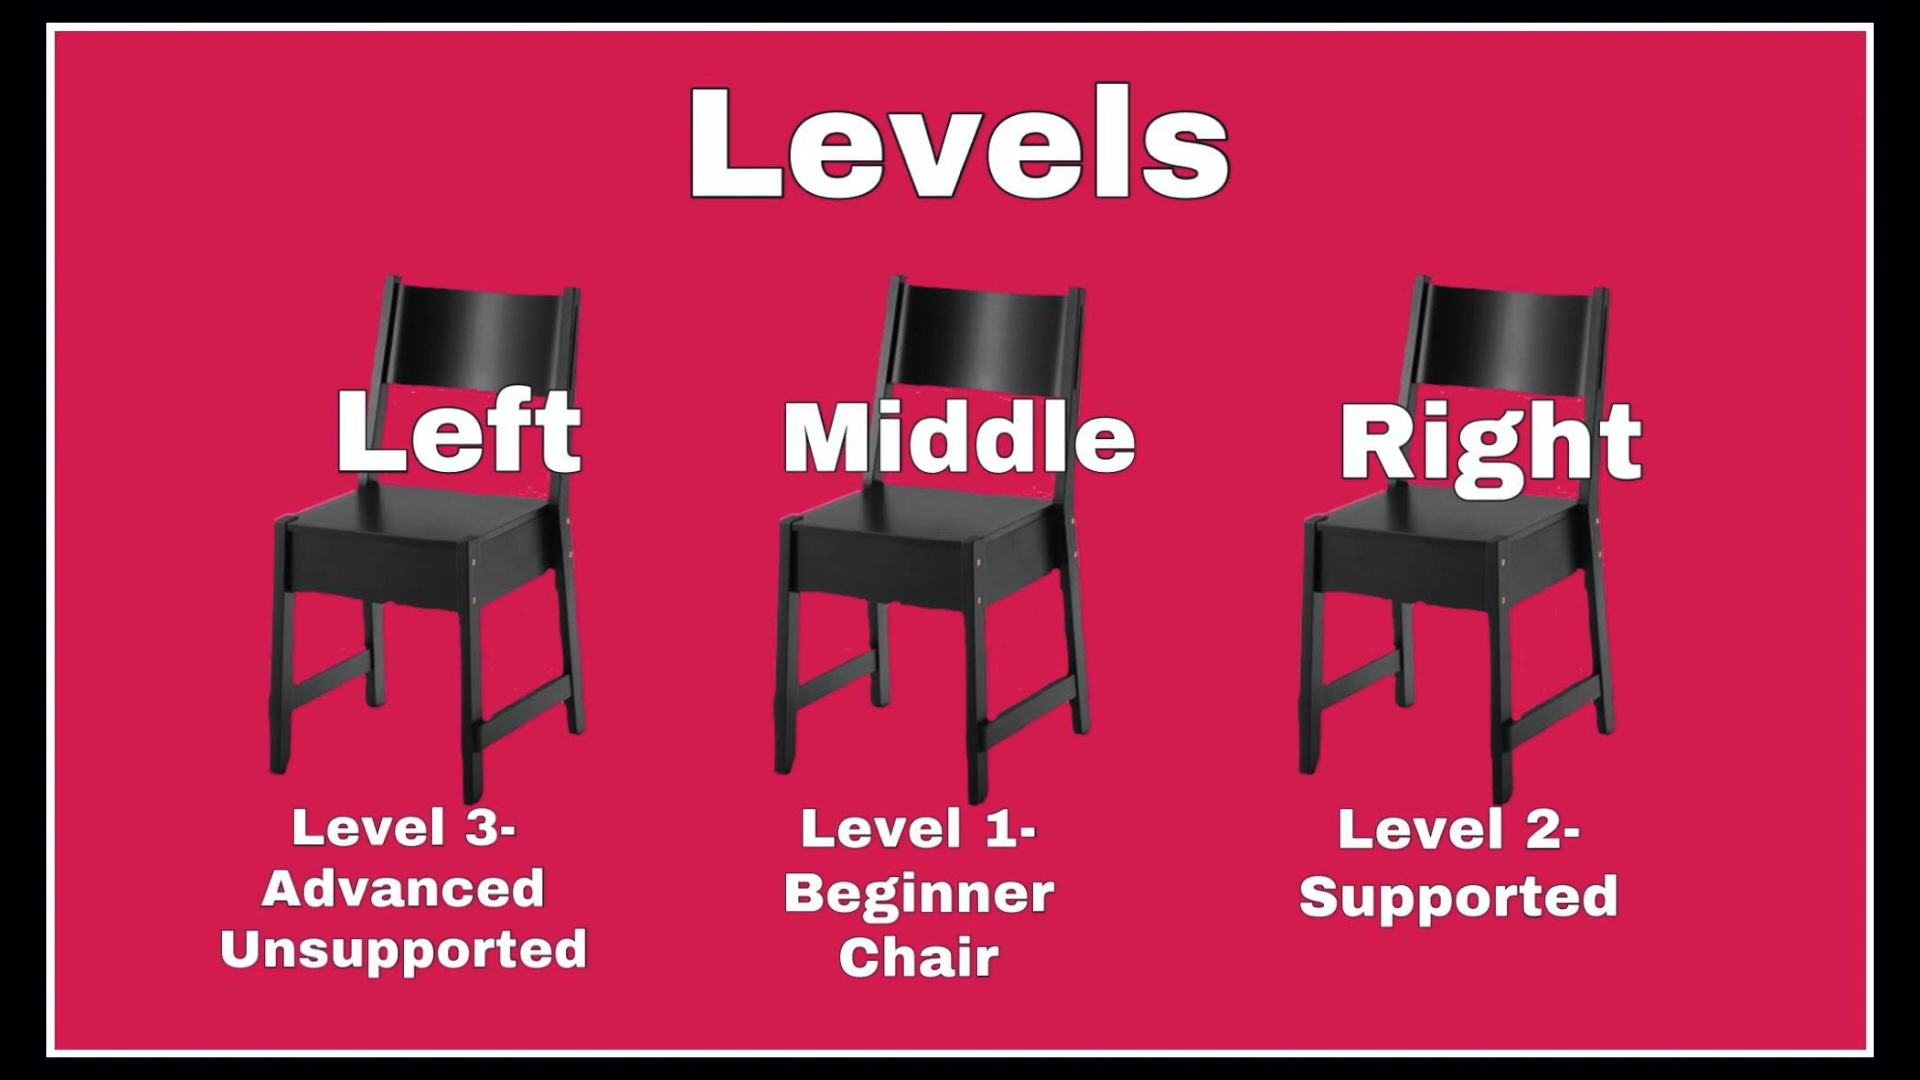 Levels
Left
Middle
Right
Level 3-
Advanced
Unsupported
Level 1-
Beginner
Chair
Level 2-
Supported